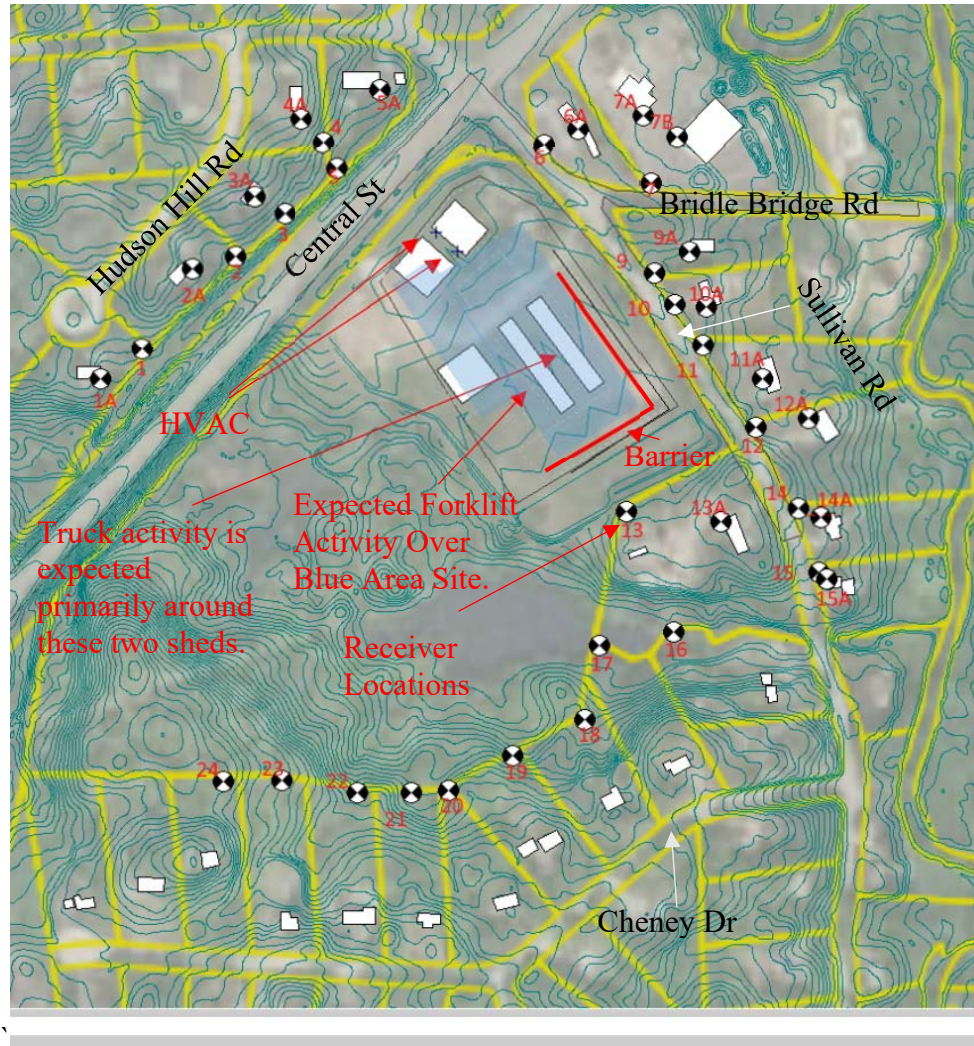 5A
4A
4
5
3A
3
2A
2
1
1A
6A
6
7A
7B
7
9A
9
10
10A
11
11A
12A
12
13
13A
14
14A
15
15A
16
17
18
19
20
21
22
23
24
Hudson Hill Rd
Central St
Bridle Bridge Rd
Sullivan Rd
HVAC
Barrier
Truck activity is
expected
primarily around
these two sheds.
Expected Forklift
Activity Over
Blue Area Site.
Receiver
Locations
Cheney Dr
`